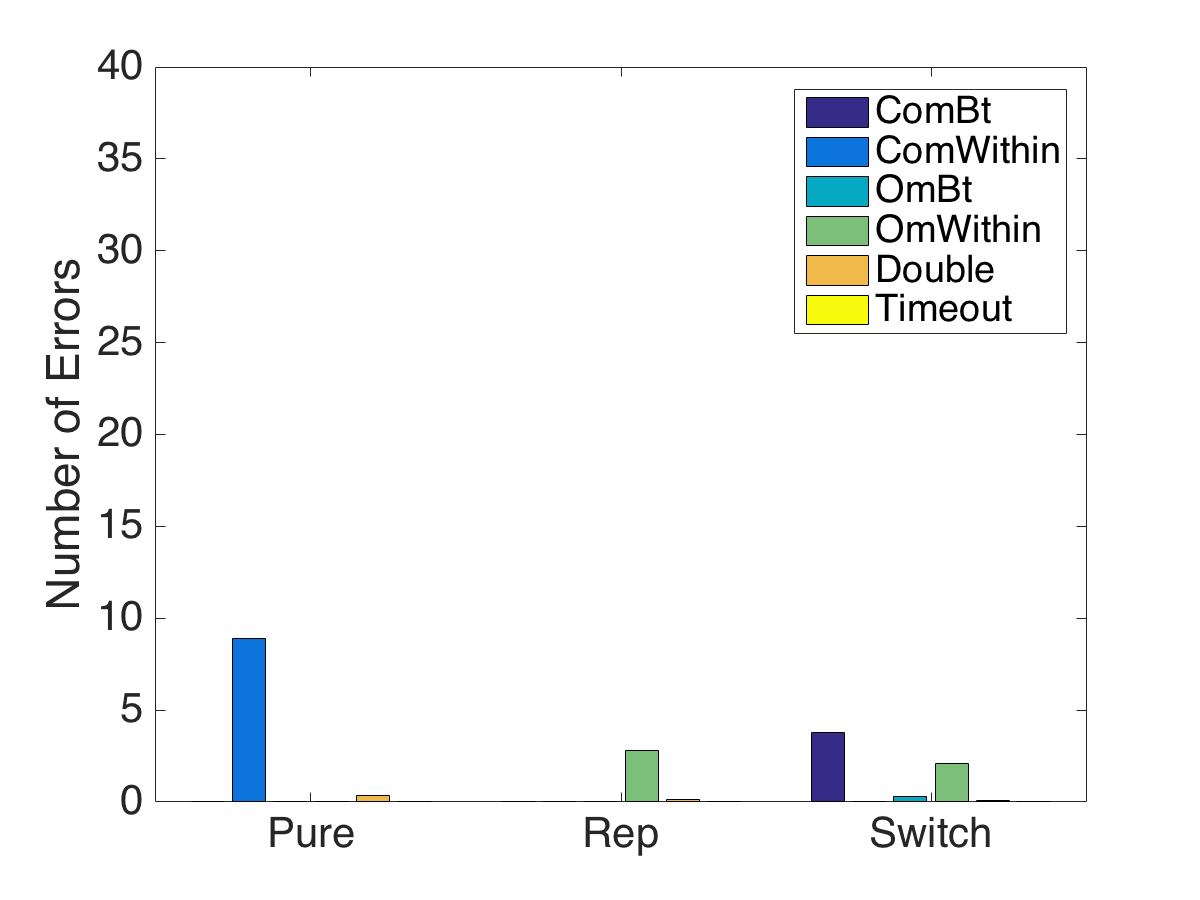 40
35
30
25
20
15
10
5
0
Number of Errors
ComBt
ComWithin
OmBt
OmWithin
Double
Timeout
Pure
Rep
Switch